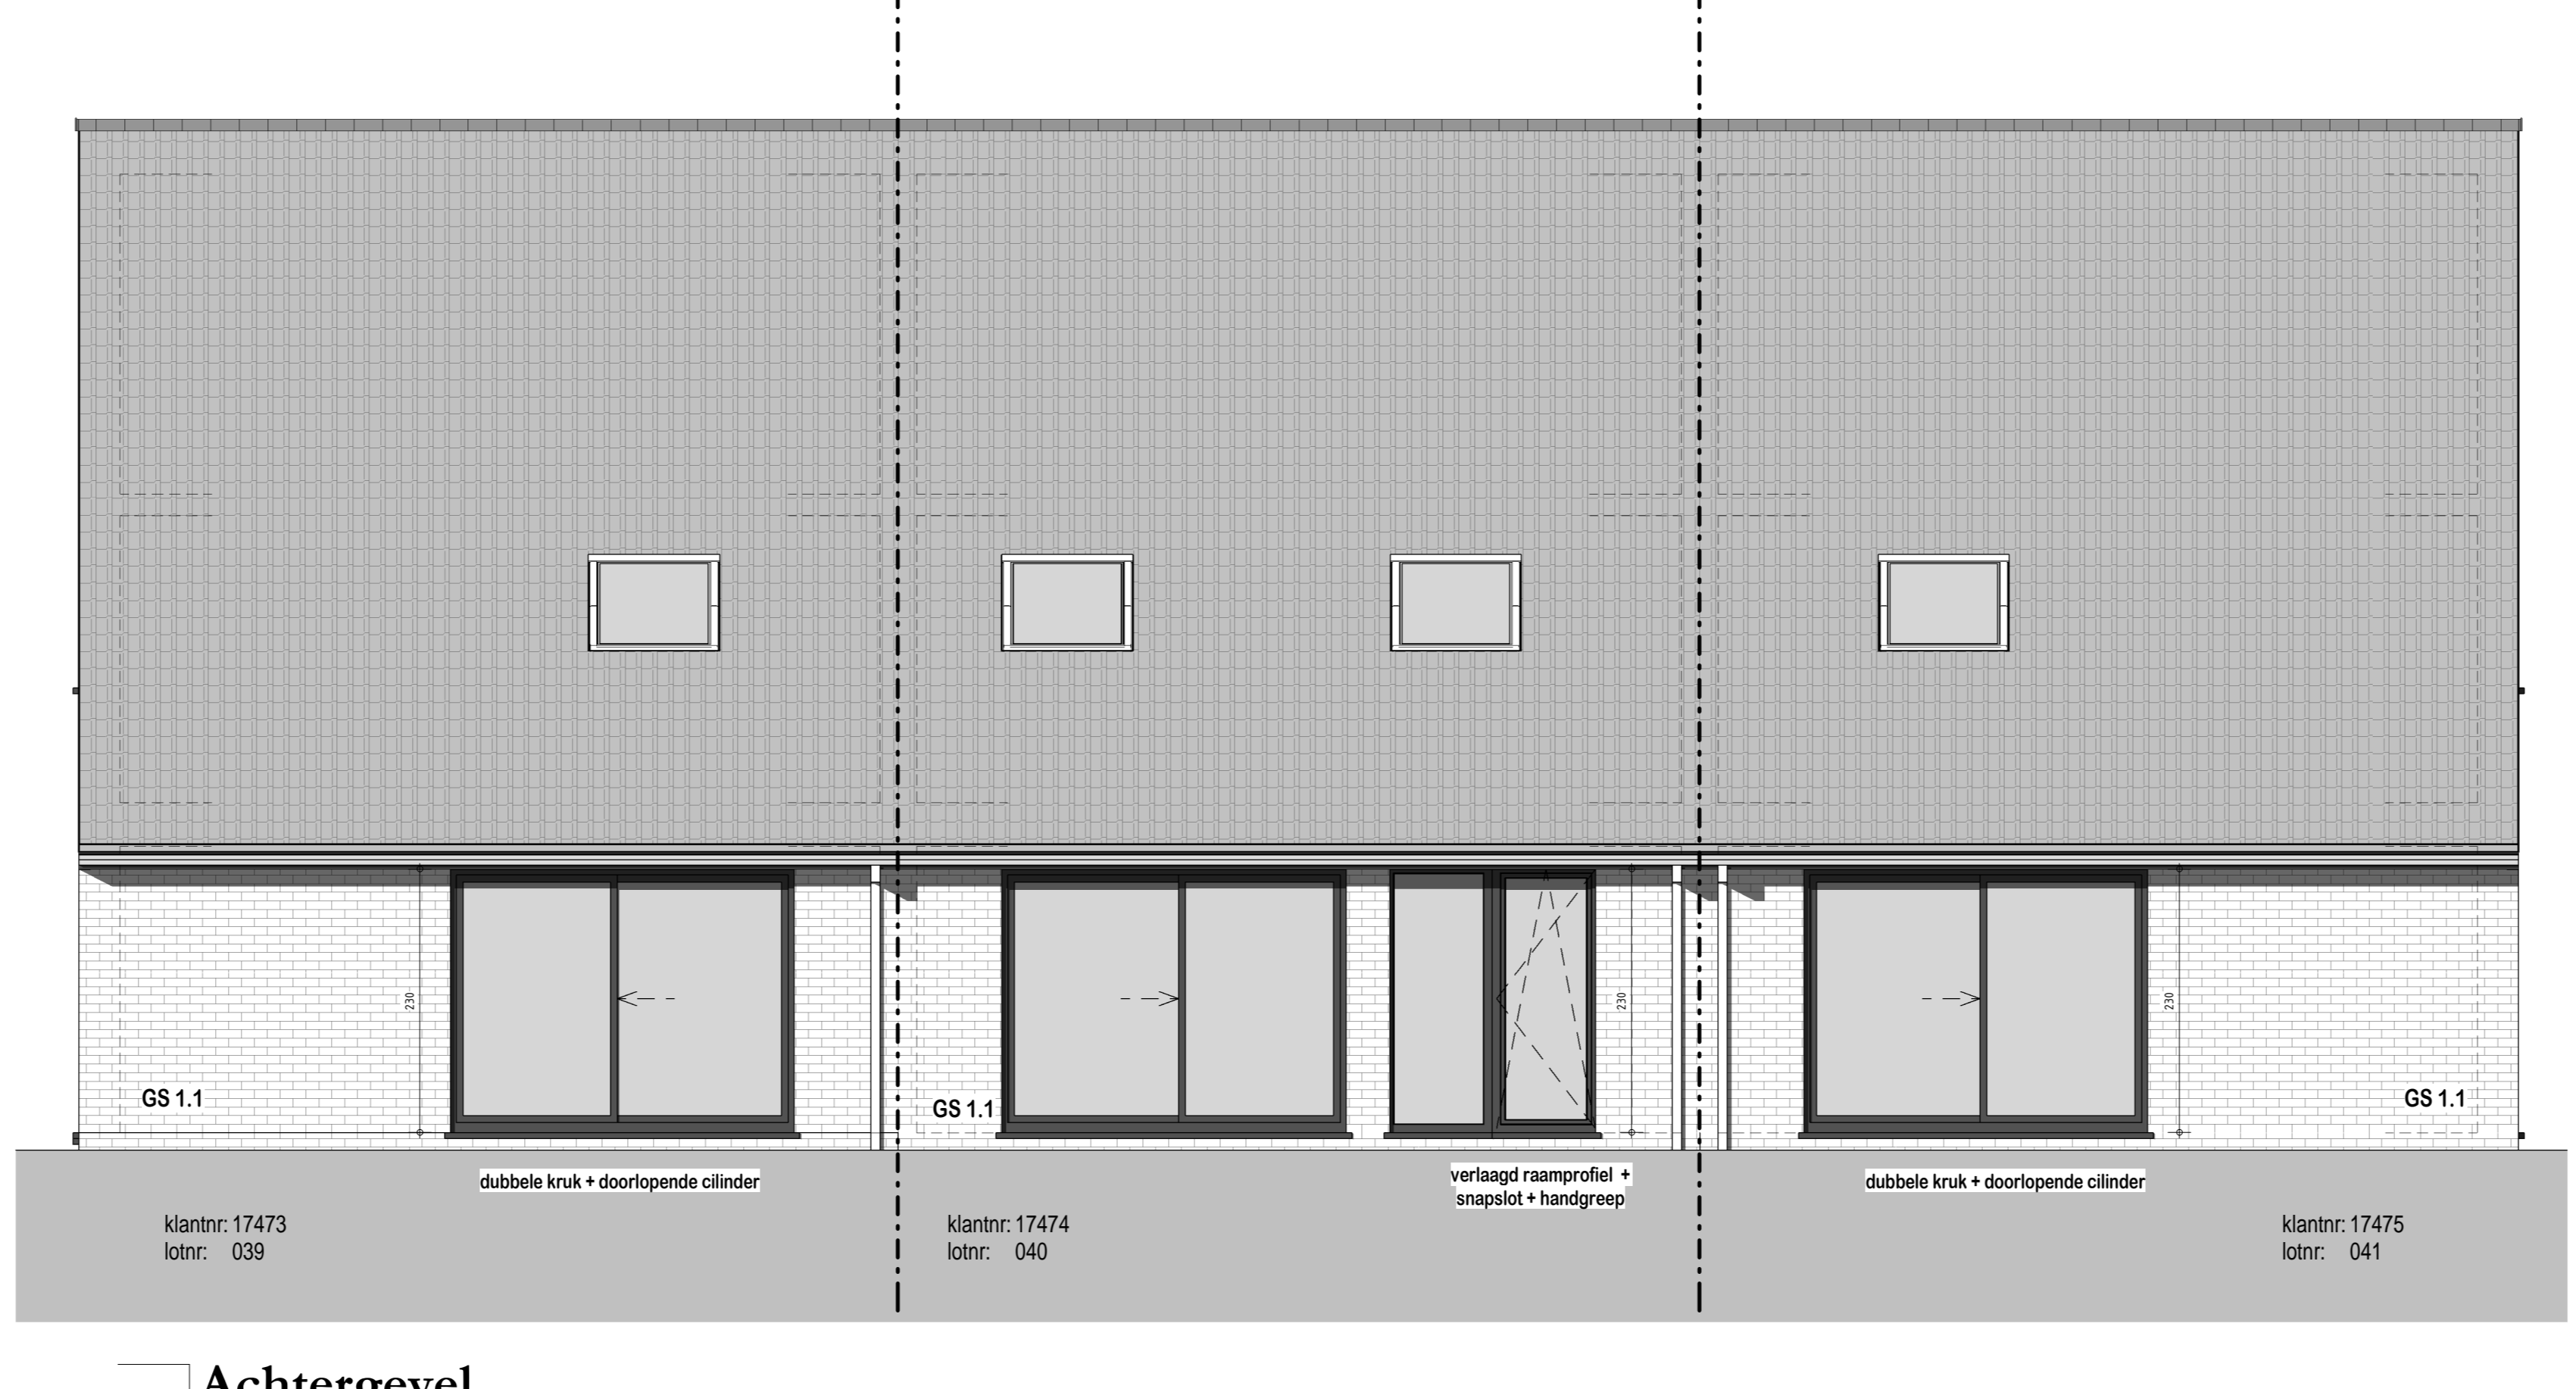 230
230
230
GS 1.1
GS 1.1
GS 1.1
dubbele kruk + doorlopende cilinder
verlaagd raamprofiel +
snapslot + handgreep
dubbele kruk + doorlopende cilinder
klantnr: 17473
lotnr: 039
klantnr: 17474
lotnr: 040
klantnr: 17475
lotnr: 041
Achtergevel